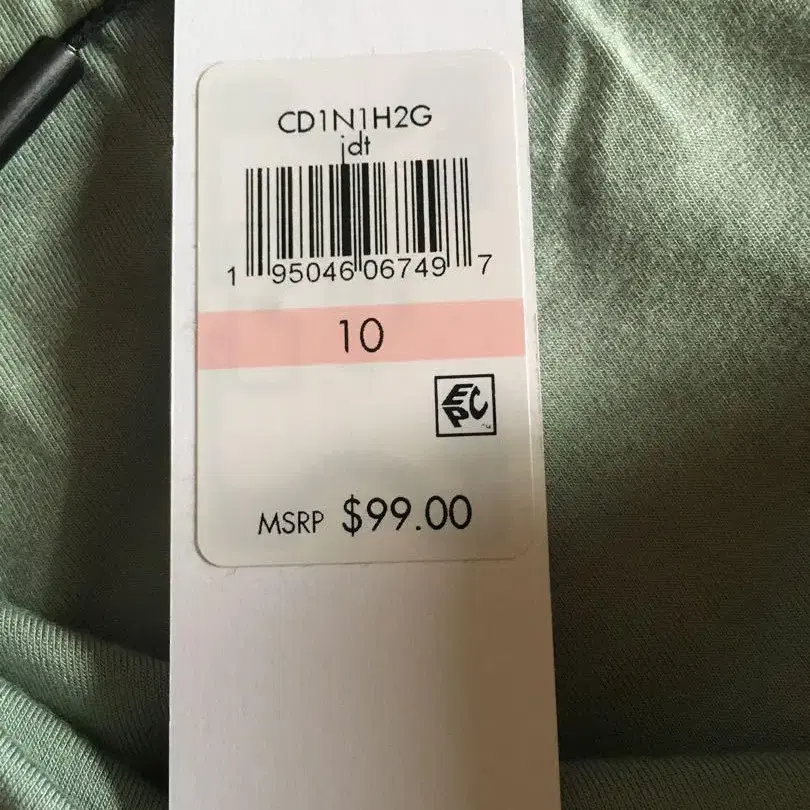 CD1N1H2G
jdt
1 95046 06749 7
10
EPC
MSRP $99.00